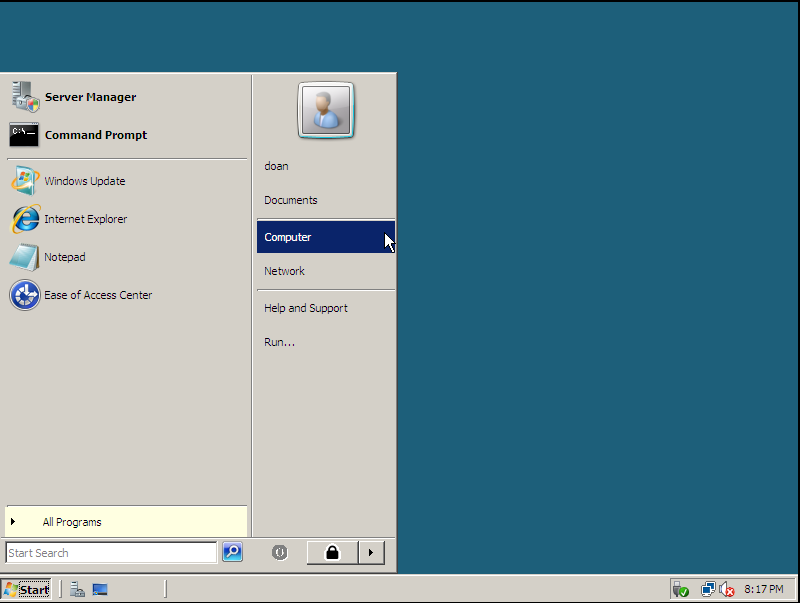 Server Manager
Command Prompt
Windows Update
Internet Explorer
Notepad
Ease of Access Center
All Programs
Start Search
doan
Documents
Computer
Network
Help and Support
Run...
Start
8:17 PM